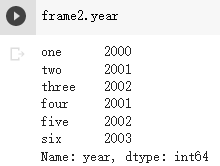 frame2.year
one 2000
two 2001
three 2002
four 2001
five 2002
six 2003
Name: year, dtype: int64